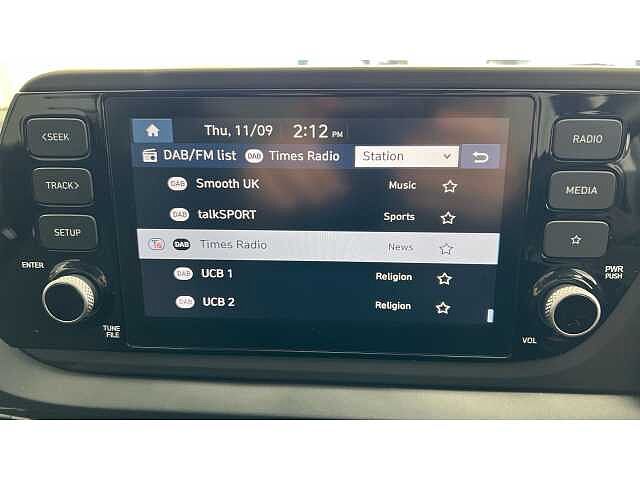 Thu, 11/09 2:12 PM
<SEEK
RADIO
DAB/FM list DAB Times Radio Station
DAB Smooth UK Music
TRACK>
MEDIA
DAB talkSPORT Sports
SETUP
DAB Times Radio News
ENTER
DAB UCB 1 Religion
PWR
PUSH
DAB UCB 2 Religion
TUNE
FILE
VOL